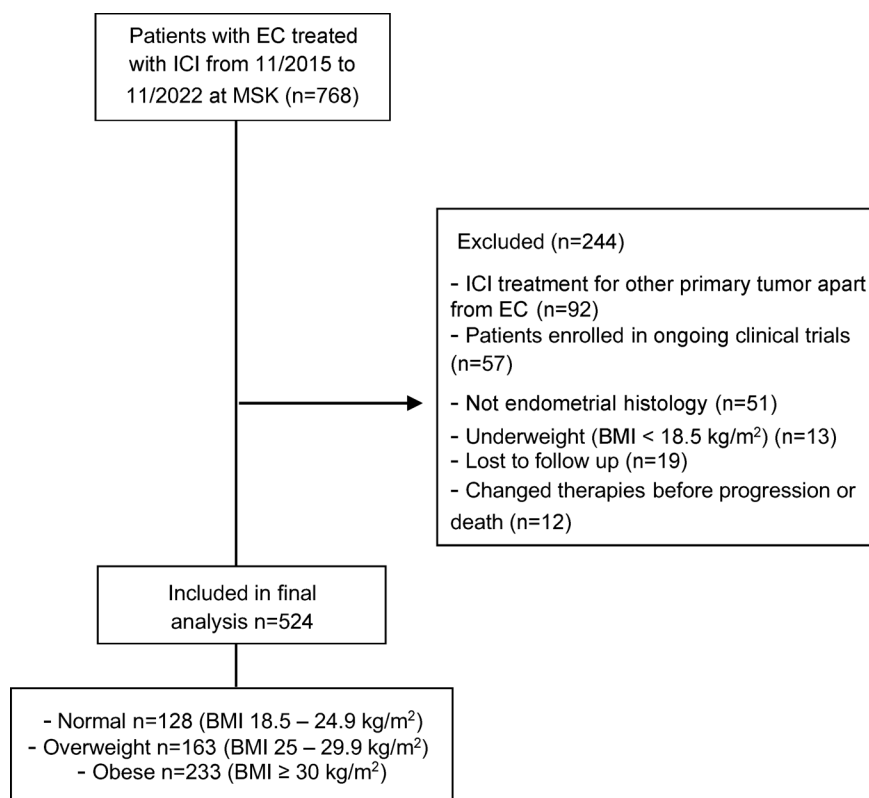 Patients with EC treated
with ICI from 11/2015 to
11/2022 at MSK (n=768)
Excluded (n=244)
- ICI treatment for other primary tumor apart
from EC (n=92)
- Patients enrolled in ongoing clinical trials
(n=57)
- Not endometrial histology (n=51)
- Underweight (BMI < 18.5 kg/m²) (n=13)
- Lost to follow up (n=19)
- Changed therapies before progression or
death (n=12)
Included in final
analysis n=524
- Normal n=128 (BMI 18.5 – 24.9 kg/m²)
- Overweight n=163 (BMI 25 – 29.9 kg/m²)
- Obese n=233 (BMI ≥ 30 kg/m²)